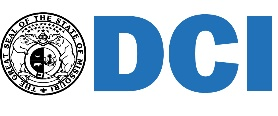 THE GREAT SEAL OF THE STATE OF MISSOURI
DCI